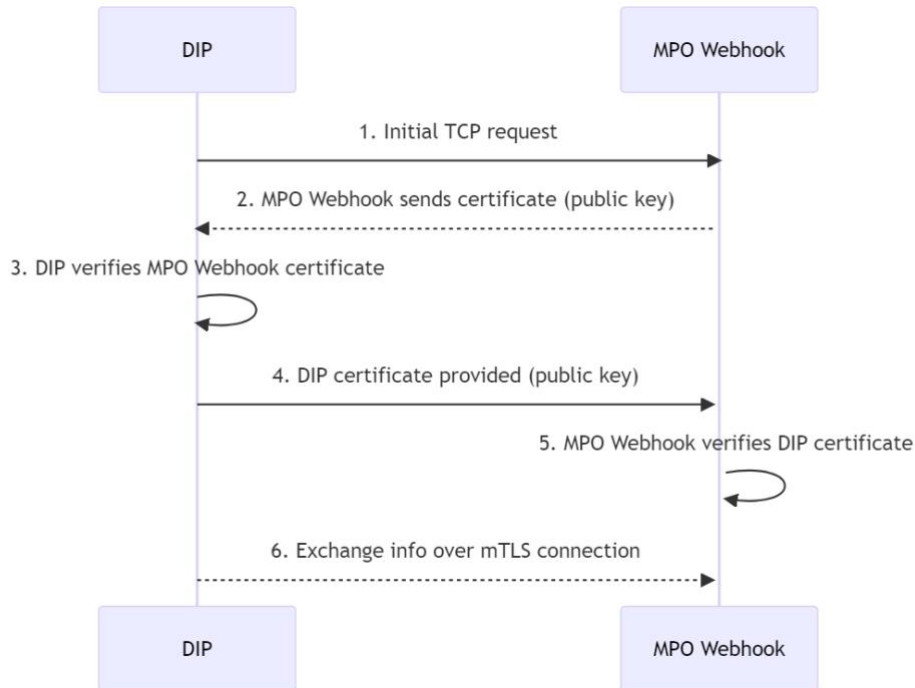 DIP
MPO Webhook
1. Initial TCP request
2. MPO Webhook sends certificate (public key)
3. DIP verifies MPO Webhook certificate
4. DIP certificate provided (public key)
5. MPO Webhook verifies DIP certificate
6. Exchange info over mTLS connection
DIP
MPO Webhook